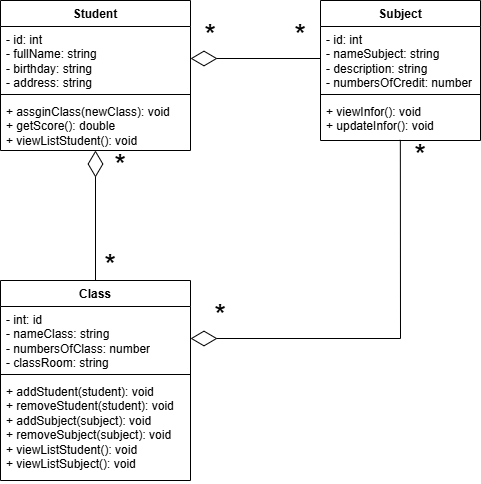 Student
- id: int
- fullName: string
- birthday: string
- address: string
+ assginClass(newClass): void
+ getScore(): double
+ viewListStudent(): void
*
*
Subject
- id: int
- nameSubject: string
- description: string
- numbersOfCredit: number
+ viewInfor(): void
+ updateInfor(): void
*
*
*
*
Class
- int: id
- nameClass: string
- numbersOfClass: number
- classRoom: string
+ addStudent(student): void
+ removeStudent(student): void
+ addSubject(subject): void
+ removeSubject(subject): void
+ viewListStudent(): void
+ viewListSubject(): void